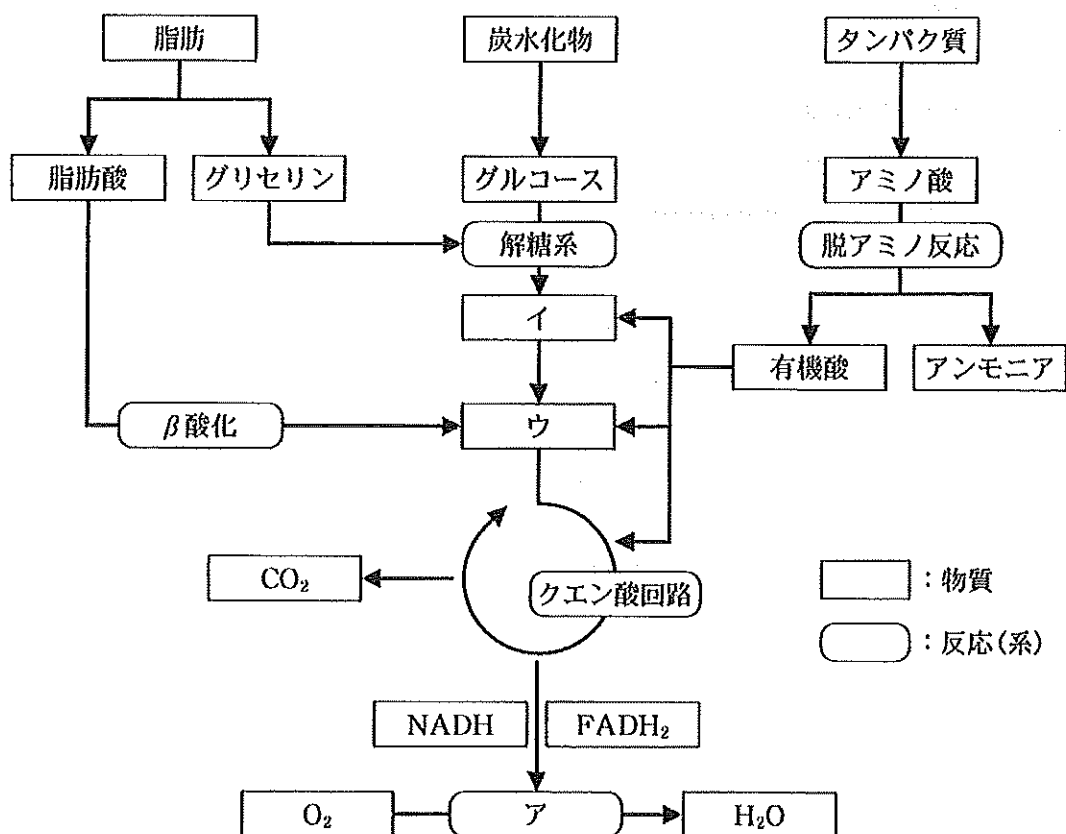 脂肪
炭水化物
タンパク質
脂肪酸
グリセリン
グルコース
アミノ酸
解糖系
脱アミノ反応
イ
有機酸
アンモニア
β酸化
ウ
CO₂
クエン酸回路
：物質
：反応(系)
NADH
FADH₂
O₂
ア
H₂O